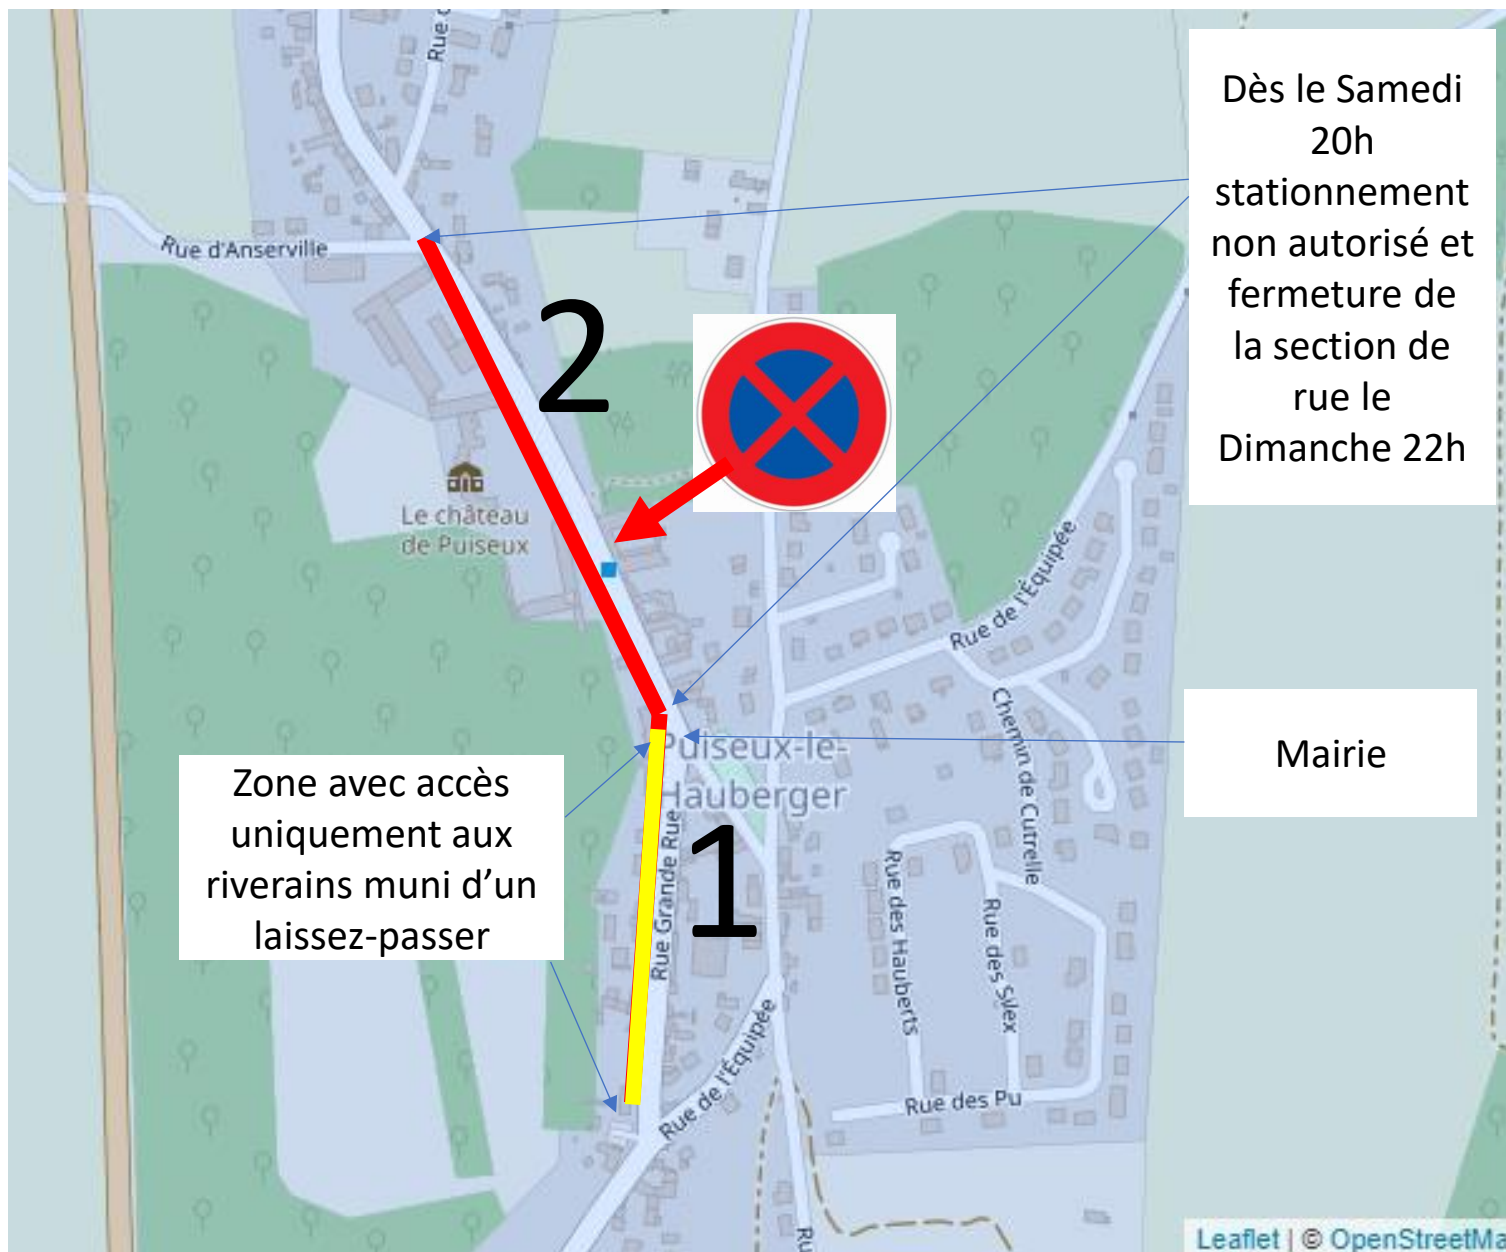 Rue
Rue d'Anserville
Dès le Samedi
20h
stationnement
non autorisé et
fermeture de
la section de
rue le
Dimanche 22h
2
Le château
de Puiseux
Rue de l'Équipée
Chemin de Cutrelle
Mairie
Puiseux-le-
Hauberger
Zone avec accès
uniquement aux
riverains muni d’un
laissez-passer
1
Rue Grande Rue
Rue des Hauberts
Rue des Sylex
Rue de l'Équipée
Rue des Pu
Ru
Leaflet | © OpenStreetMa